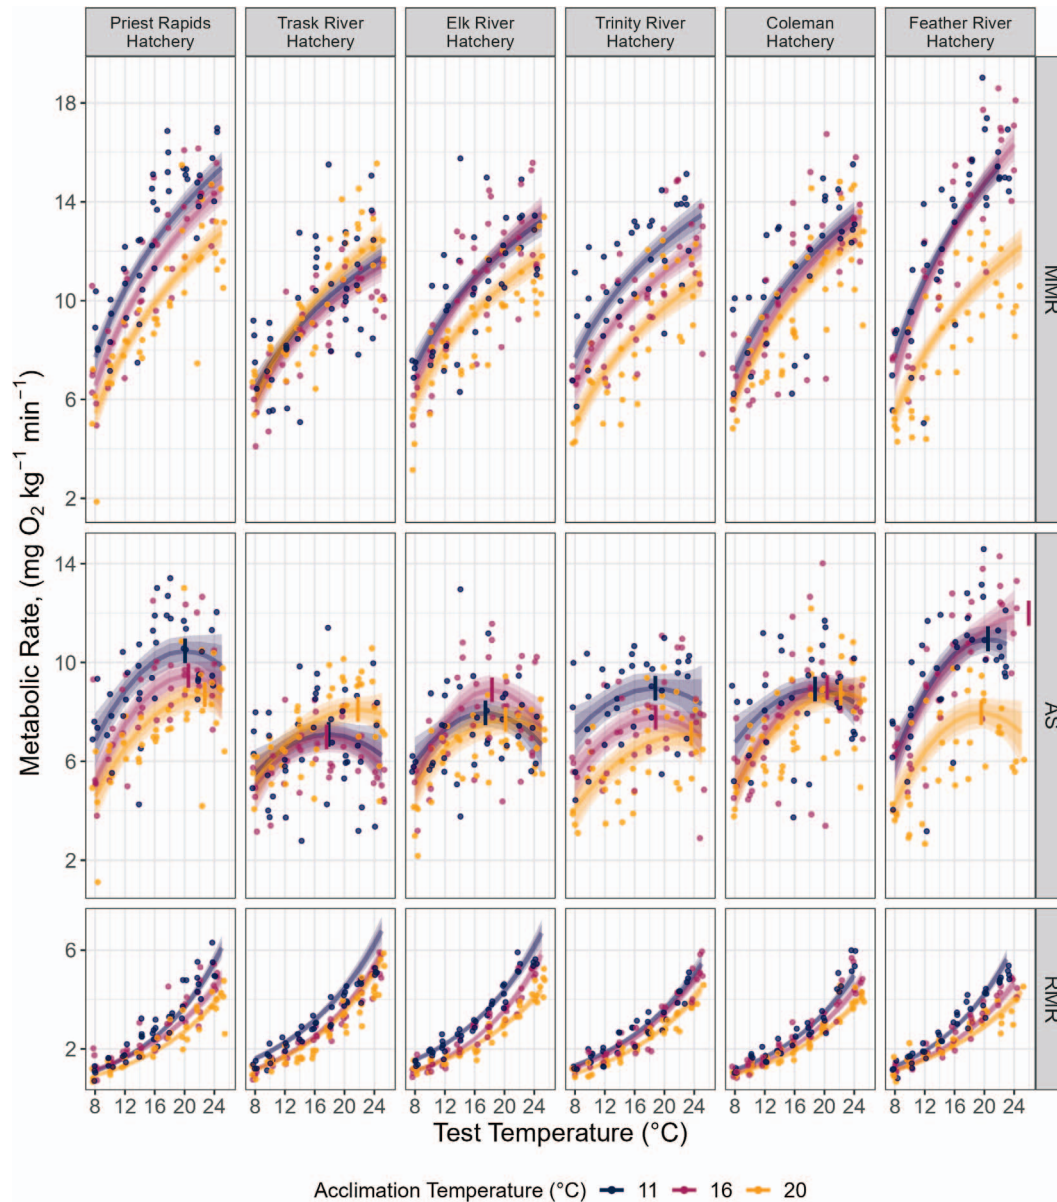 Priest Rapids Hatchery
Trask River Hatchery
Elk River Hatchery
Trinity River Hatchery
Coleman Hatchery
Feather River Hatchery
Metabolic Rate, (mg O₂ kg⁻¹ min⁻¹)
18
14
10
6
2
MMR
14
10
6
2
AS
6
2
RMR
8 12 16 20 24
8 12 16 20 24
8 12 16 20 24
8 12 16 20 24
8 12 16 20 24
8 12 16 20 24
Test Temperature (°C)
Acclimation Temperature (°C) 11 16 20